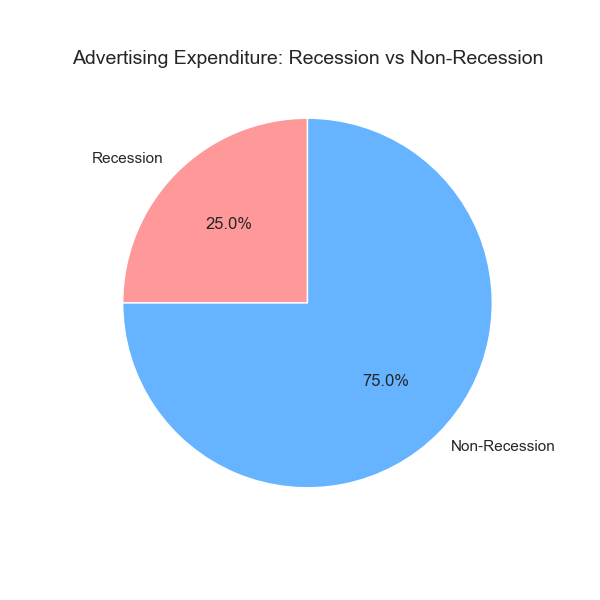 Advertising Expenditure: Recession vs Non-Recession
Recession
25.0%
75.0%
Non-Recession